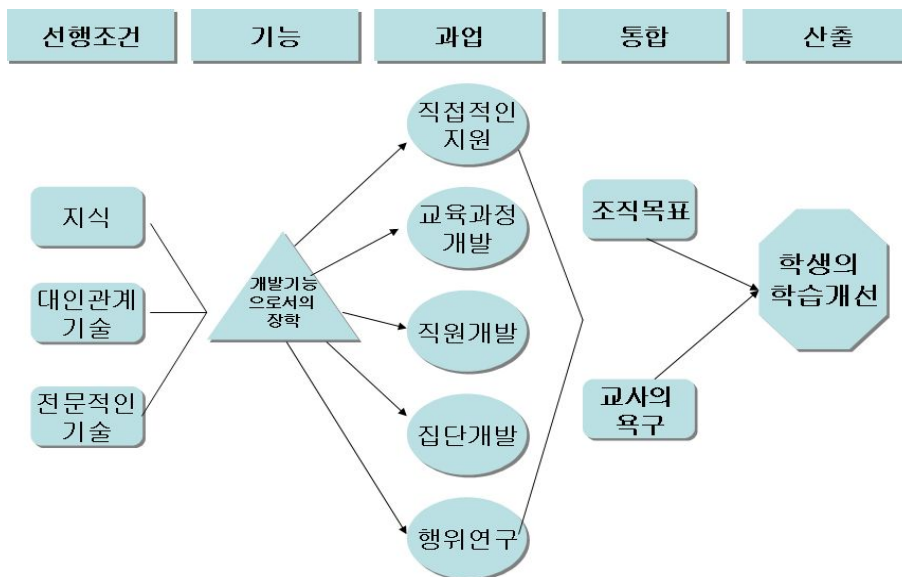 선행조건
기능
과업
통합
산출
지식
대인관계
기술
전문적인
기술
개발기능
으로서의
장학
직접적인
지원
교육과정
개발
직원개발
집단개발
행위연구
조직목표
교사의
욕구
학생의
학습개선